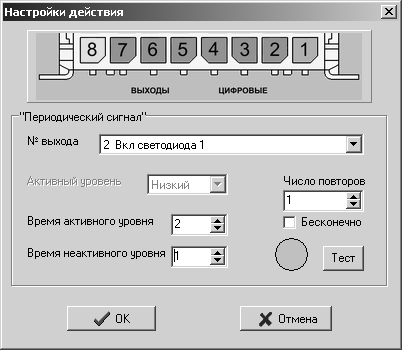 Настройки действия
8 7 6 5 4 3 2 1
ВЫХОДЫ ЦИФРОВЫЕ
"Периодический сигнал"
№ выхода 2 Вкл светодиода 1
Активный уровень Низкий
Число повторов
1
Время активного уровня 2
Бесконечно
Время неактивного уровня 1
Тест
OK Отмена